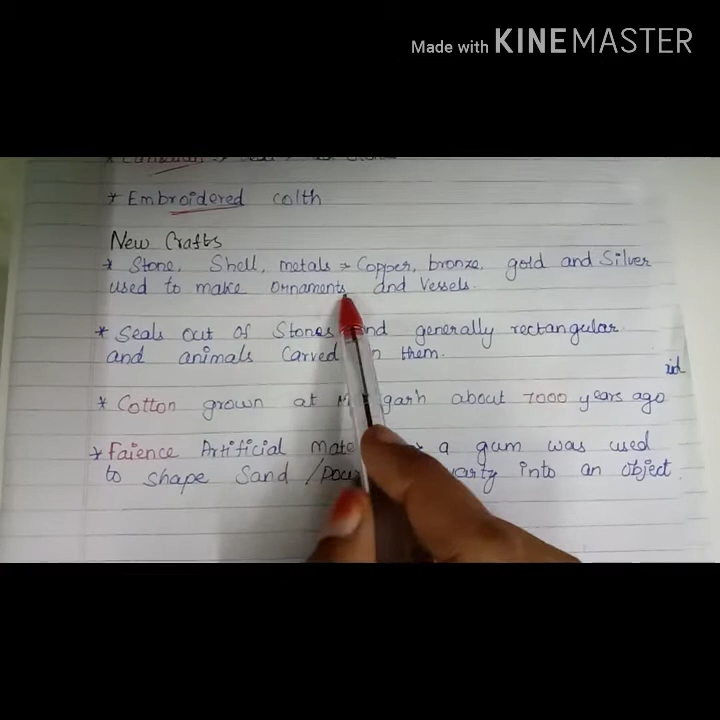 Made with KINEMASTER
* Embroidered colth
New Crafts
* Stone, Shell, metals = Copper, bronze, gold and Silver
used to make Ornaments and Vessels.
* Seals out of Stones and generally rectangular
and animals Carved them.
id
* Cotton grown at about 7000 years ago
* Faience Artificial a gum was used
to shape Sand / into an object